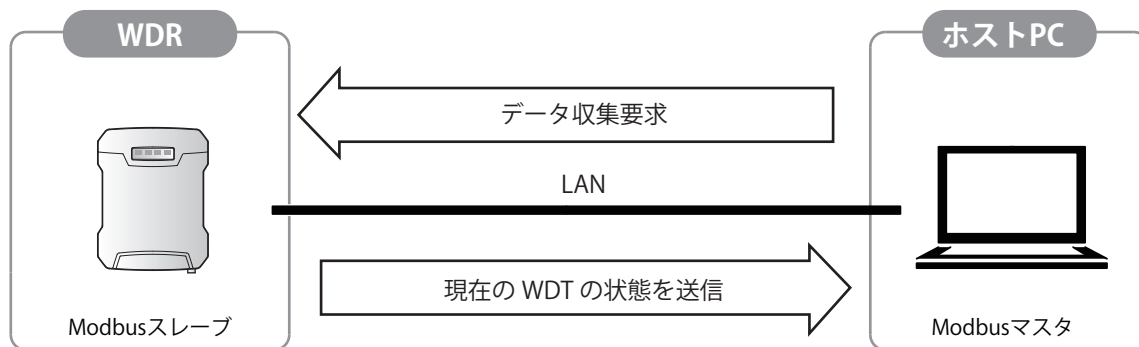 WDR
ホストPC
データ収集要求
LAN
現在の WDT の状態を送信
Modbusスレーブ
Modbusマスタ